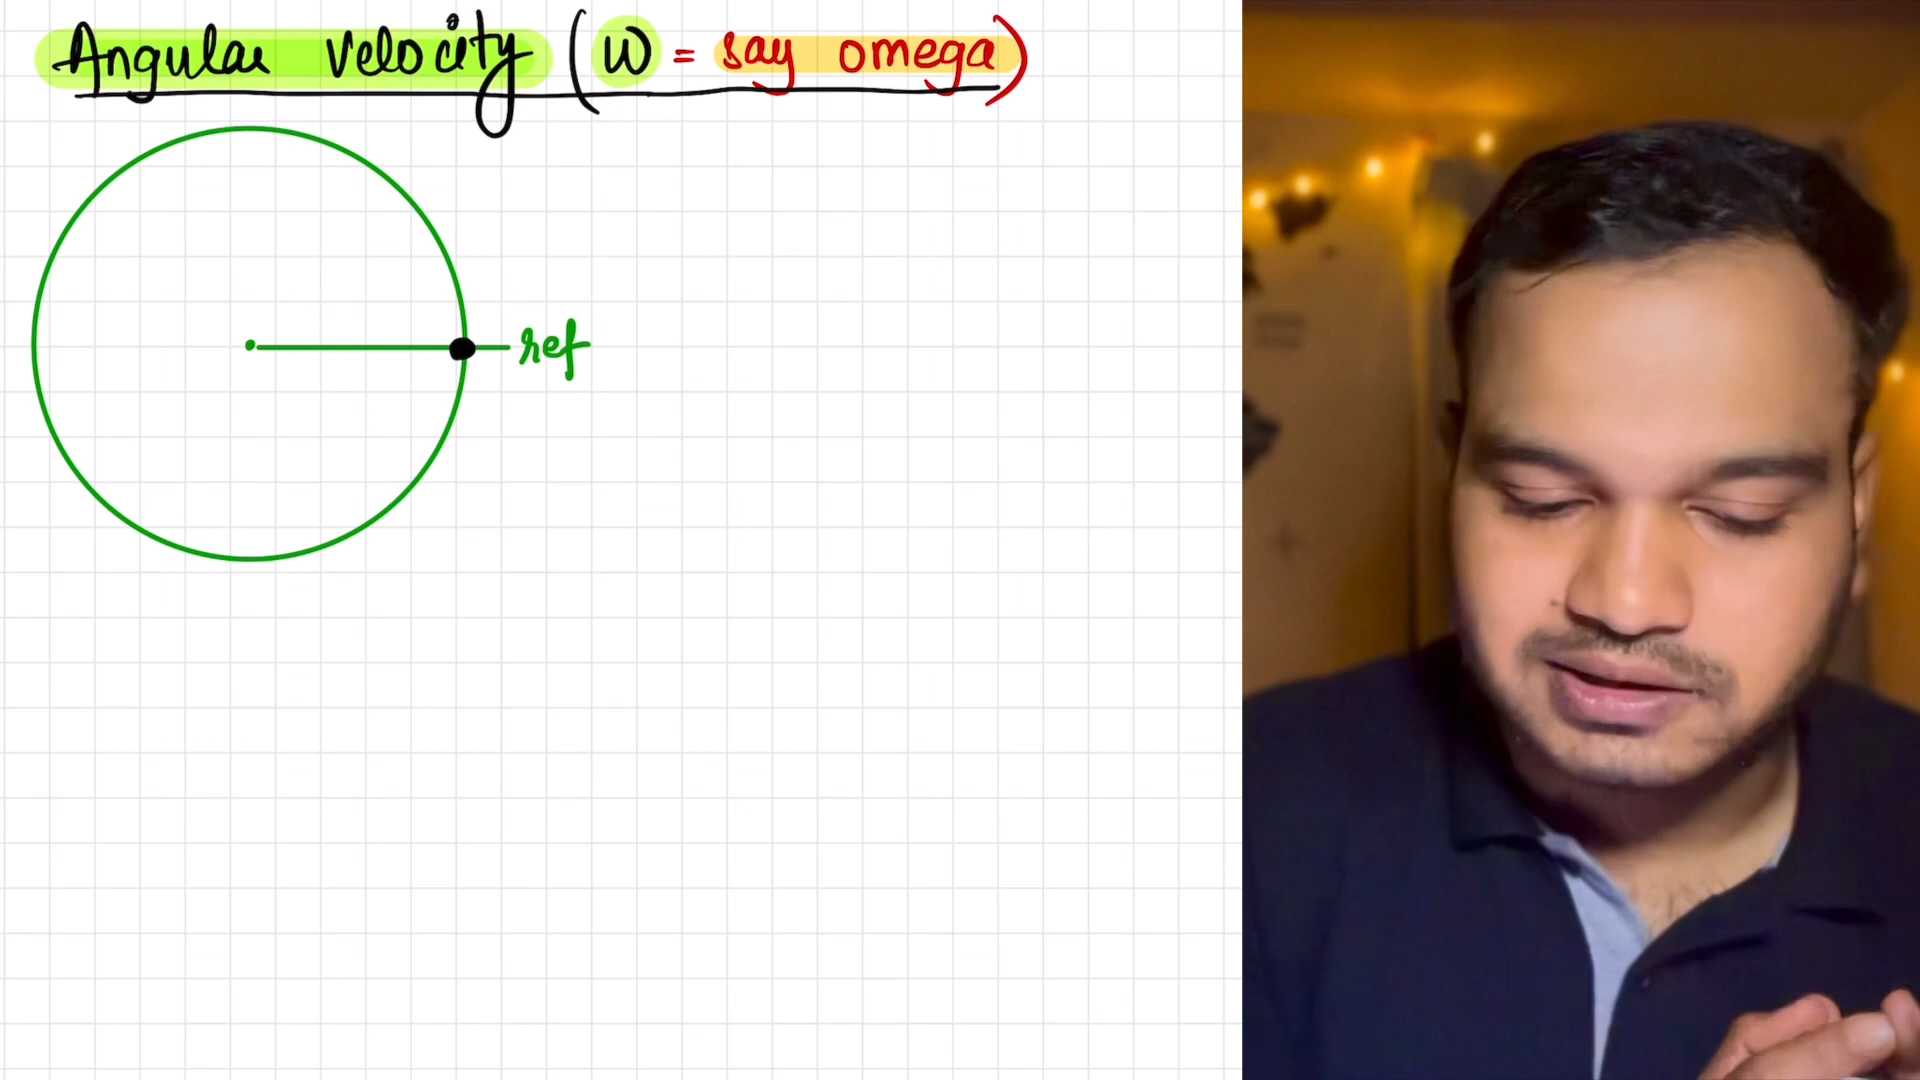 Angular velocity (ω = say omega)
ref